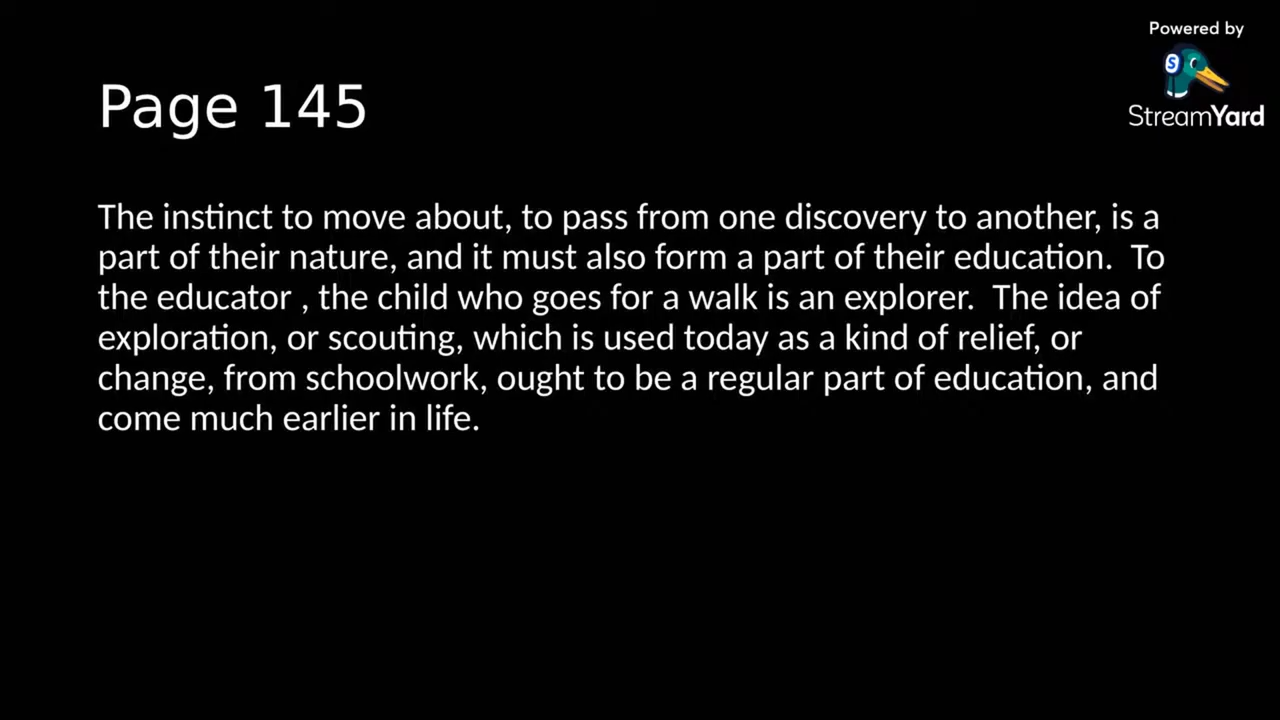 Powered by
S
StreamYard
Page 145
The instinct to move about, to pass from one discovery to another, is a
part of their nature, and it must also form a part of their education.  To
the educator , the child who goes for a walk is an explorer.  The idea of
exploration, or scouting, which is used today as a kind of relief, or
change, from schoolwork, ought to be a regular part of education, and
come much earlier in life.